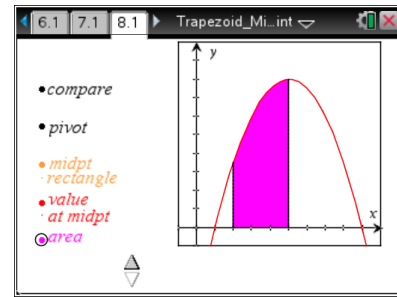 6.1 7.1 8.1 Trapezoid_Mi...int
y
compare
pivot
midpt
rectangle
value
at midpt
x
area